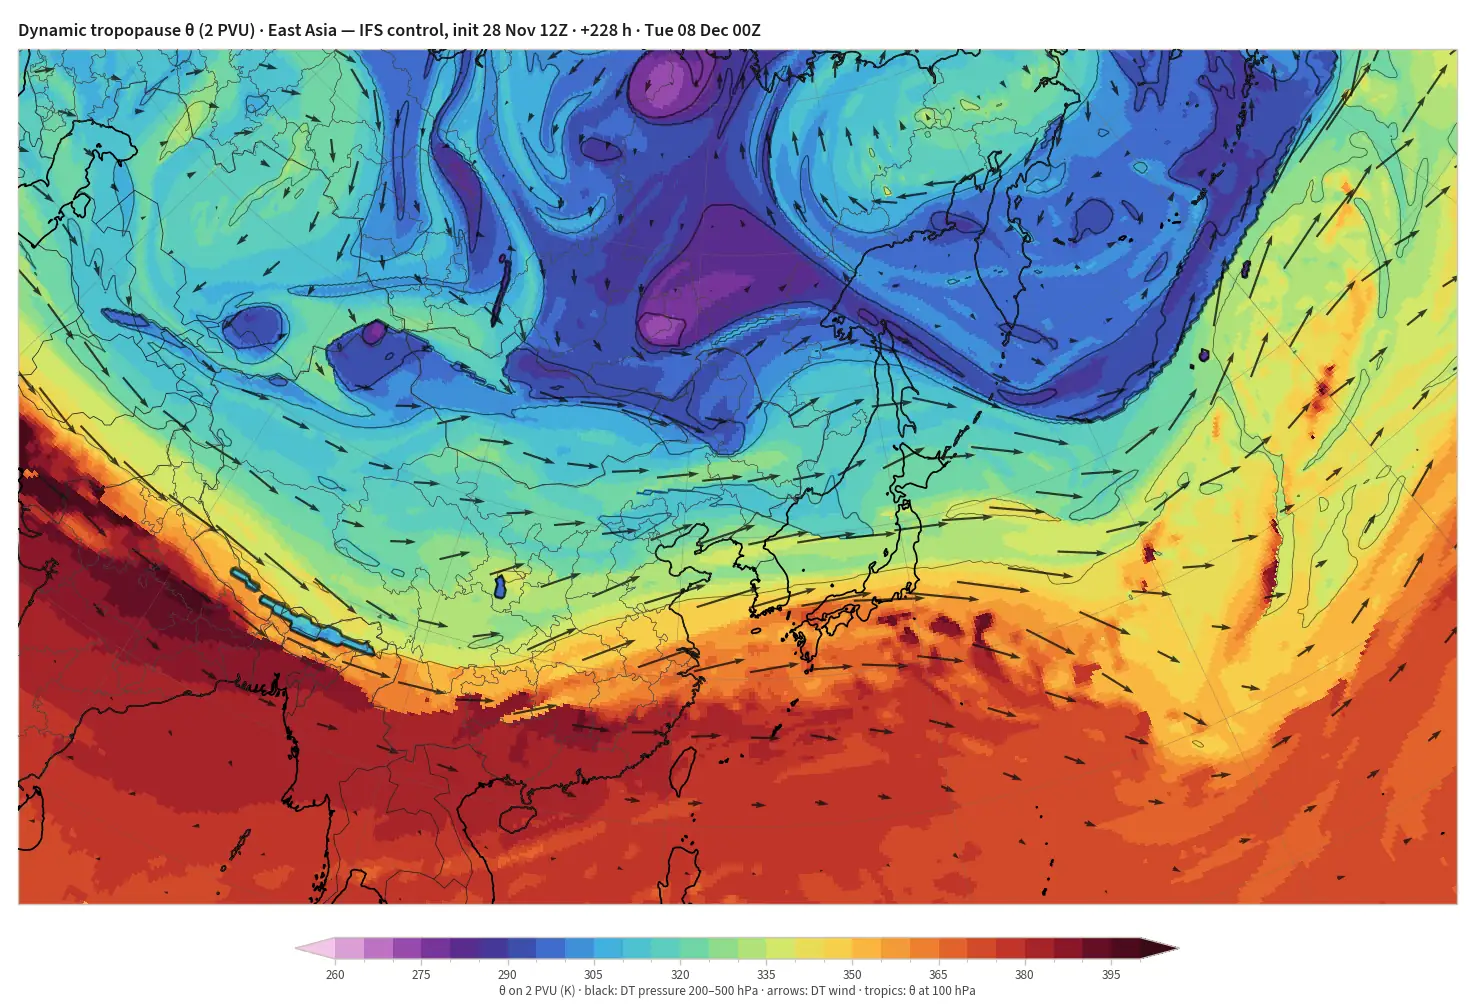 Dynamic tropopause θ (2 PVU) · East Asia — IFS control, init 28 Nov 12Z · +228 h · Tue 08 Dec 00Z
260 275 290 305 320 335 350 365 380 395
θ on 2 PVU (K) · black: DT pressure 200–500 hPa · arrows: DT wind · tropics: θ at 100 hPa